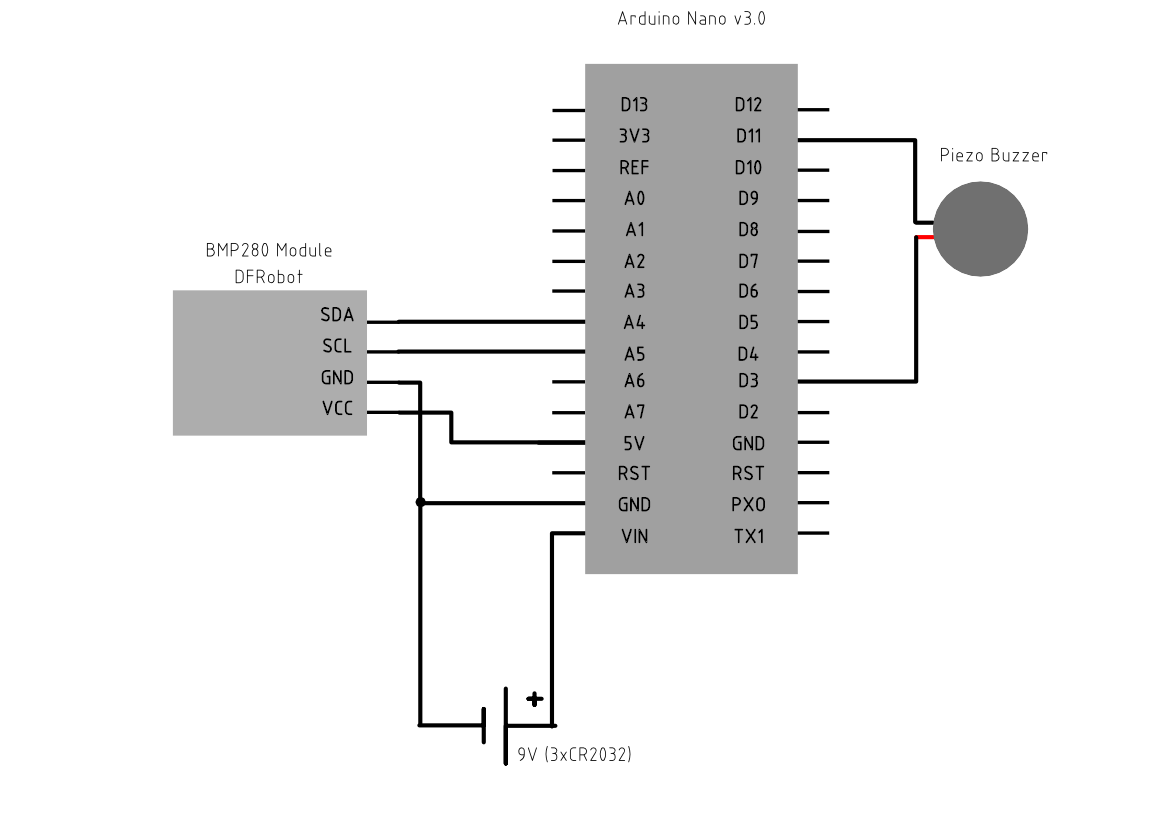 Arduino Nano v3.0
D13 D12
3V3 D11
REF D10
A0 D9
A1 D8
A2 D7
A3 D6
A4 D5
A5 D4
A6 D3
A7 D2
5V GND
RST RST
GND PX0
VIN TX1
Piezo Buzzer
BMP280 Module
DFRobot
SDA
SCL
GND
VCC
+
9V (3xCR2032)